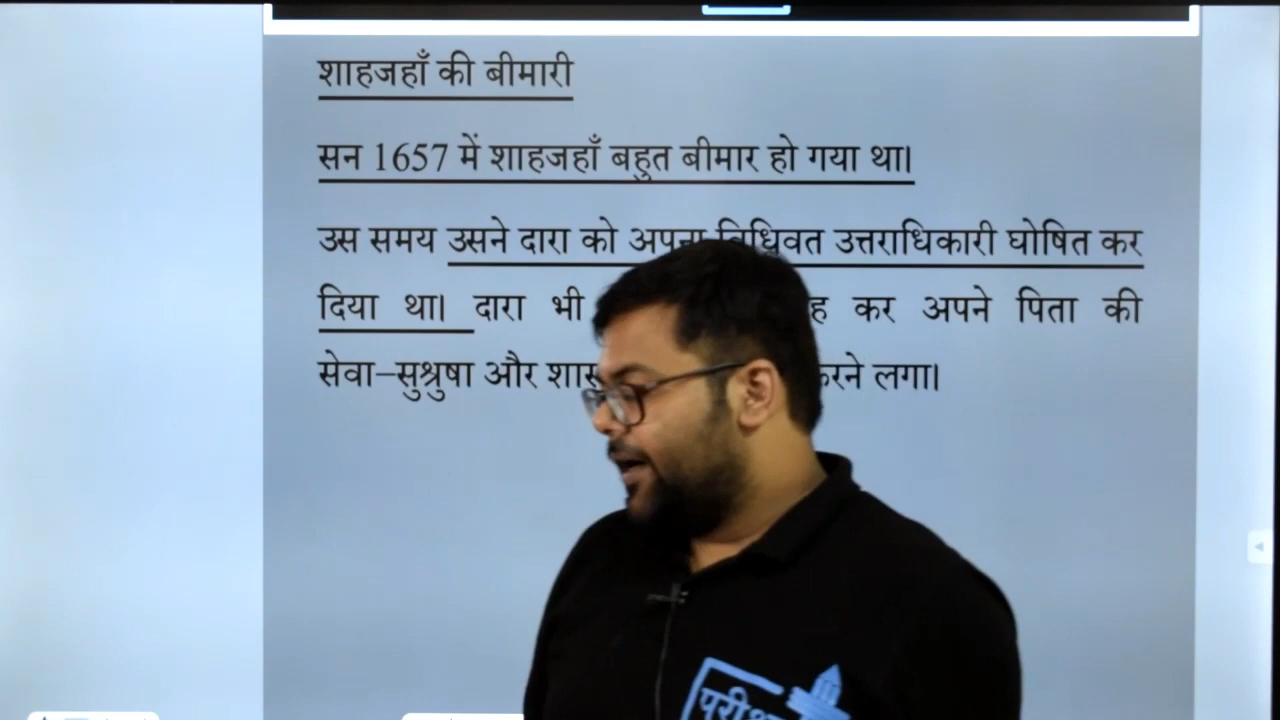 शाहजहाँ की बीमारी
सन 1657 में शाहजहाँ बहुत बीमार हो गया था।
उस समय उसने दारा को अपना विधिवत उत्तराधिकारी घोषित कर
दिया था। दारा भी कर अपने पिता की
सेवा–सुश्रुषा और करने लगा।